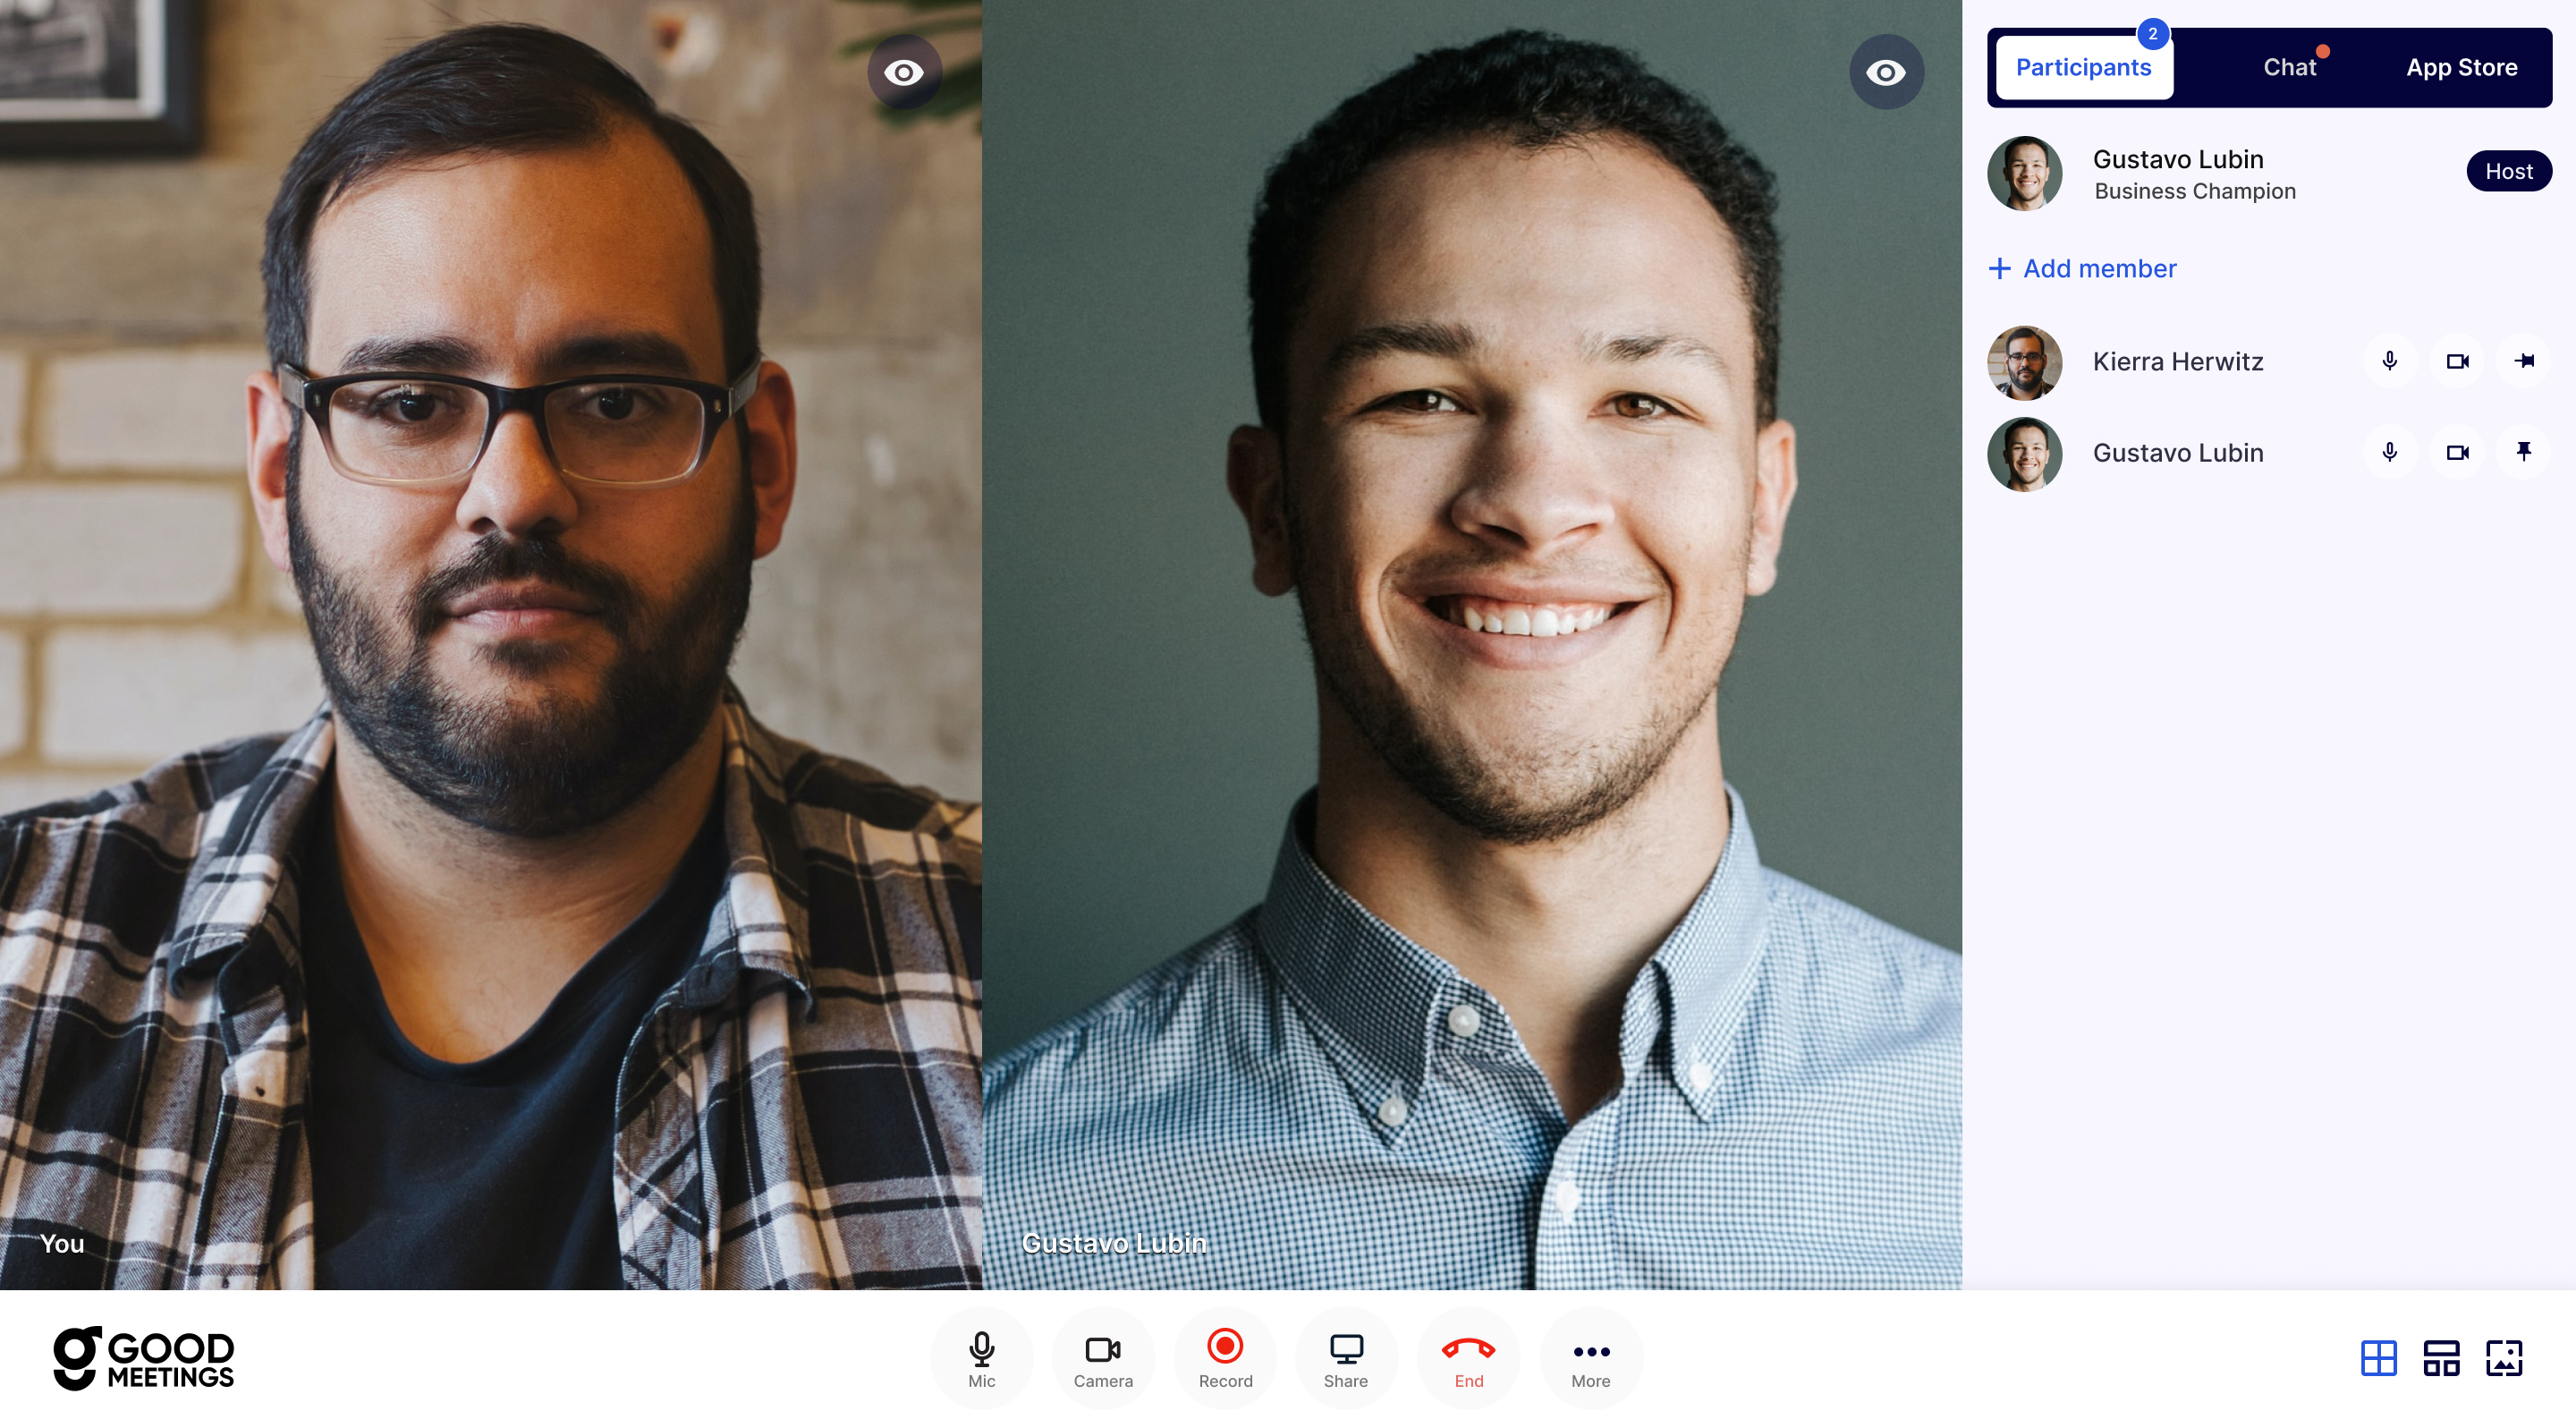 Participants
2
Chat
App Store
Gustavo Lubin
Business Champion
Host
+ Add member
Kierra Herwitz
Gustavo Lubin
You
Gustavo Lubin
GOOD
MEETINGS
Mic
Camera
Record
Share
End
More